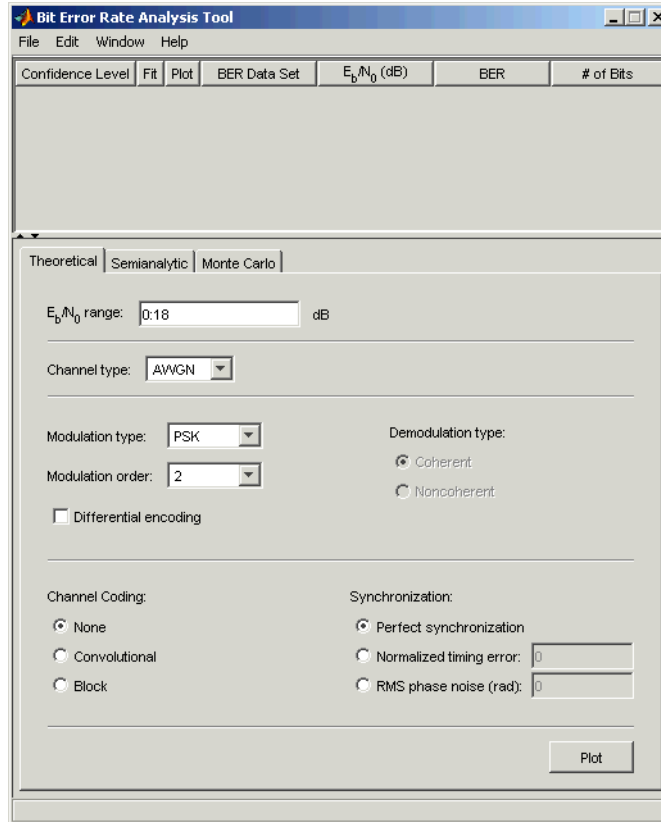 Bit Error Rate Analysis Tool
File Edit Window Help
Confidence Level Fit Plot BER Data Set Eb/N0 (dB) BER # of Bits
Theoretical Semianalytic Monte Carlo
Eb/N0 range: 0:18 dB
Channel type: AWGN
Modulation type: PSK Demodulation type:
Coherent
Modulation order: 2
Noncoherent
Differential encoding
Channel Coding: Synchronization:
None Perfect synchronization
Convolutional Normalized timing error: 0
Block RMS phase noise (rad): 0
Plot